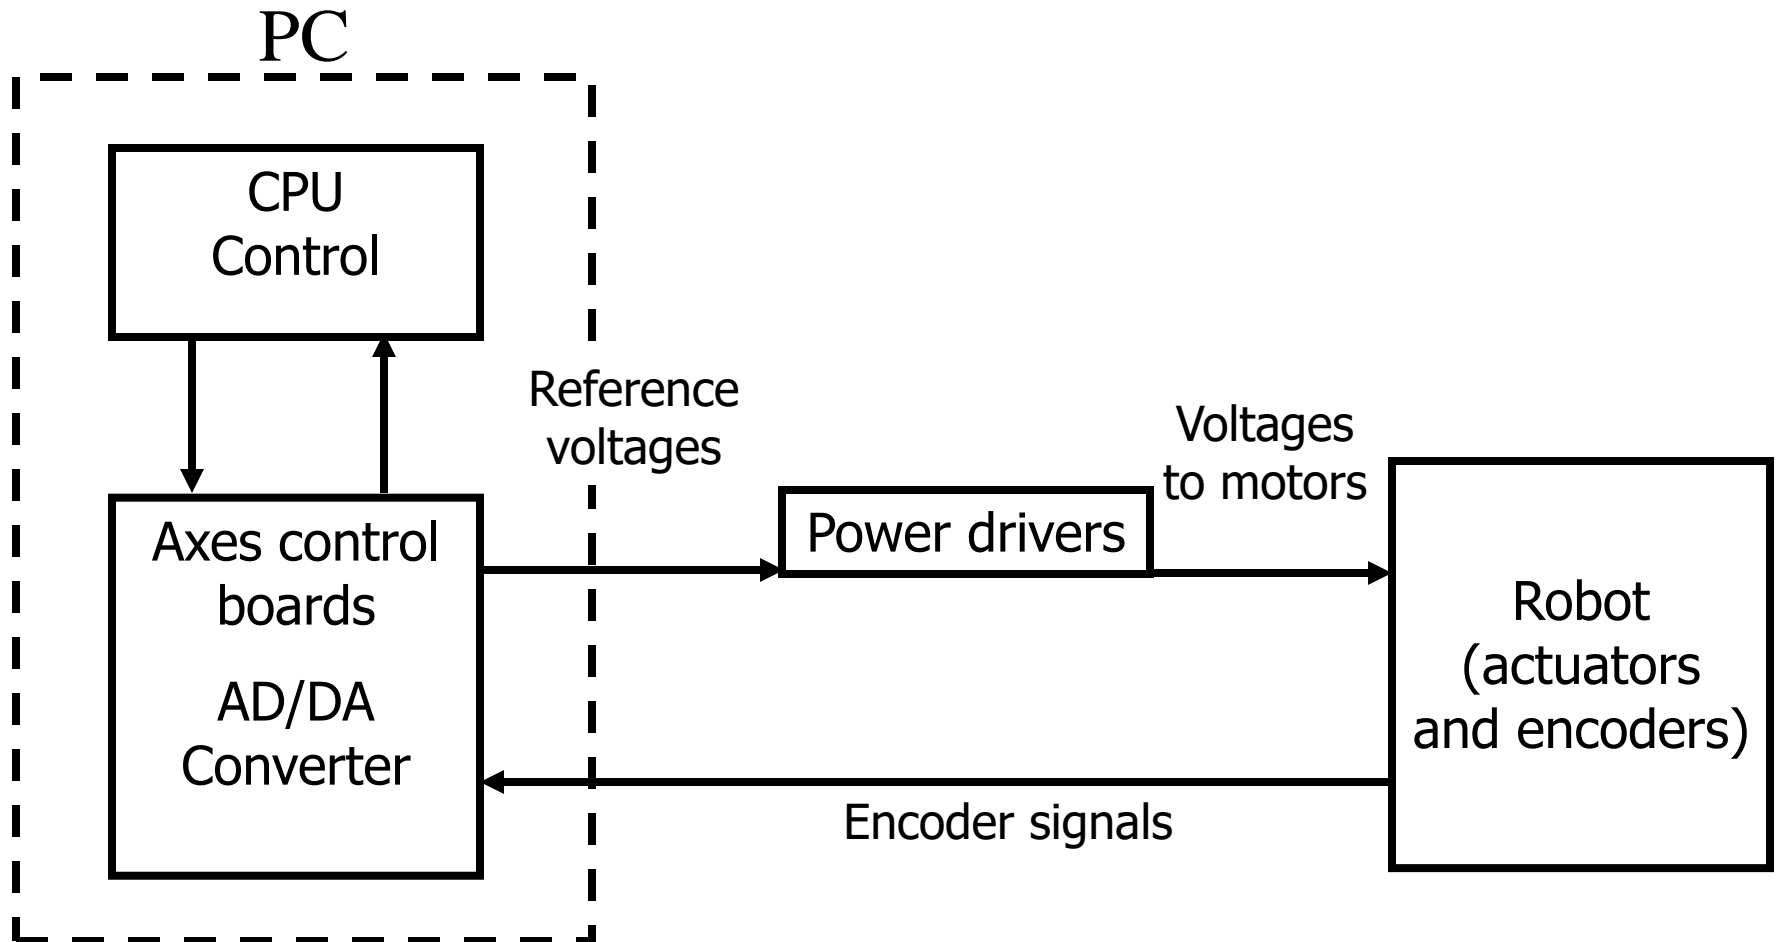 PC
CPU
Control
Reference
voltages
Voltages
to motors
Axes control
boards
AD/DA
Converter
Power drivers
Robot
(actuators
and encoders)
Encoder signals